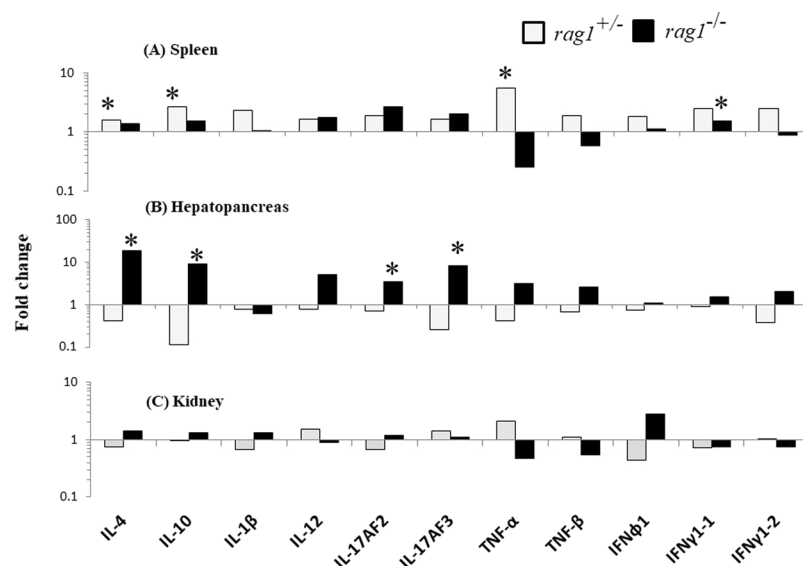 rag1+/- rag1-/-
(A) Spleen
* * * *
10
1
0.1
(B) Hepatopancreas
* * * *
100
10
1
0.1
Fold change
(C) Kidney
10
1
0.1
IL-4 IL-10 IL-1β IL-12 IL-17AF2 IL-17AF3 TNF-α TNF-β IFNϕ1 IFNγ1-1 IFNγ1-2